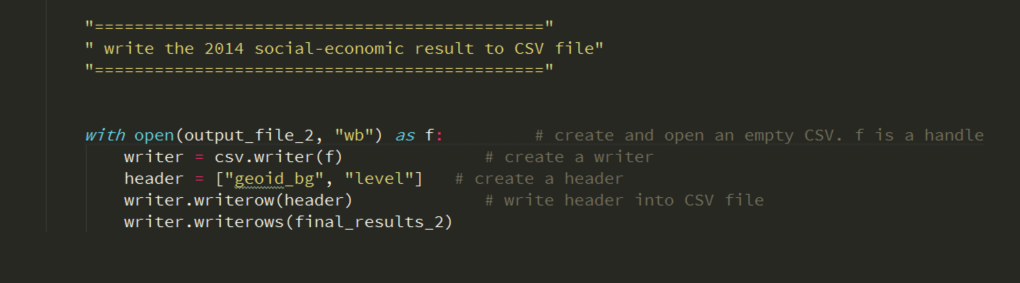 "============================================="
" write the 2014 social-economic result to CSV file"
"============================================="
with open(output_file_2, "wb") as f: # create and open an empty CSV. f is a handle
writer = csv.writer(f) # create a writer
header = ["geoid_bg", "level"] # create a header
writer.writerow(header) # write header into CSV file
writer.writerows(final_results_2)